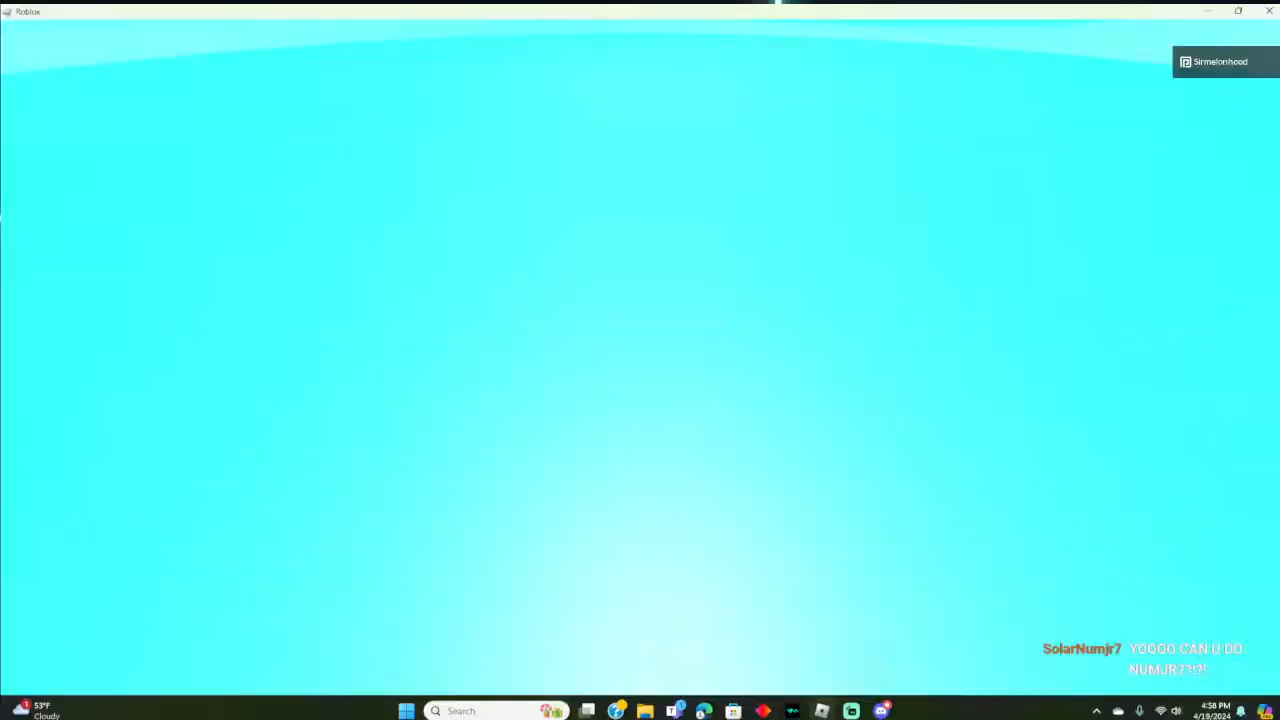 Roblox
Sirmelonhood
SolarNumjr7 YOOOO CAN U DO
NUMJR7?!?!
53°F
Cloudy
Search
4:58 PM
4/19/2024